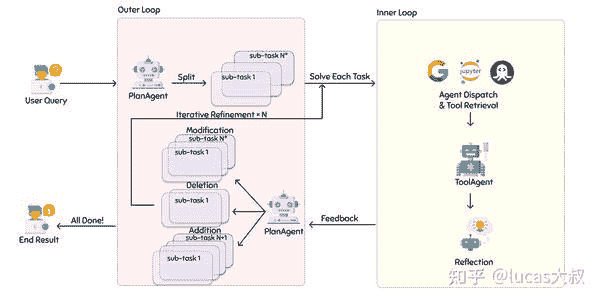 Outer Loop
Inner Loop
User Query
PlanAgent
Split
sub-task N*
sub-task 1
Solve Each Task
Jupyter
Agent Dispatch
& Tool Retrieval
Iterative Refinement × N
Modification
sub-task N*
sub-task 1
Deletion
sub-task 1
Addition
sub-task N+1
sub-task 1
PlanAgent
Feedback
ToolAgent
Reflection
All Done!
End Result
知乎 @lucas大叔